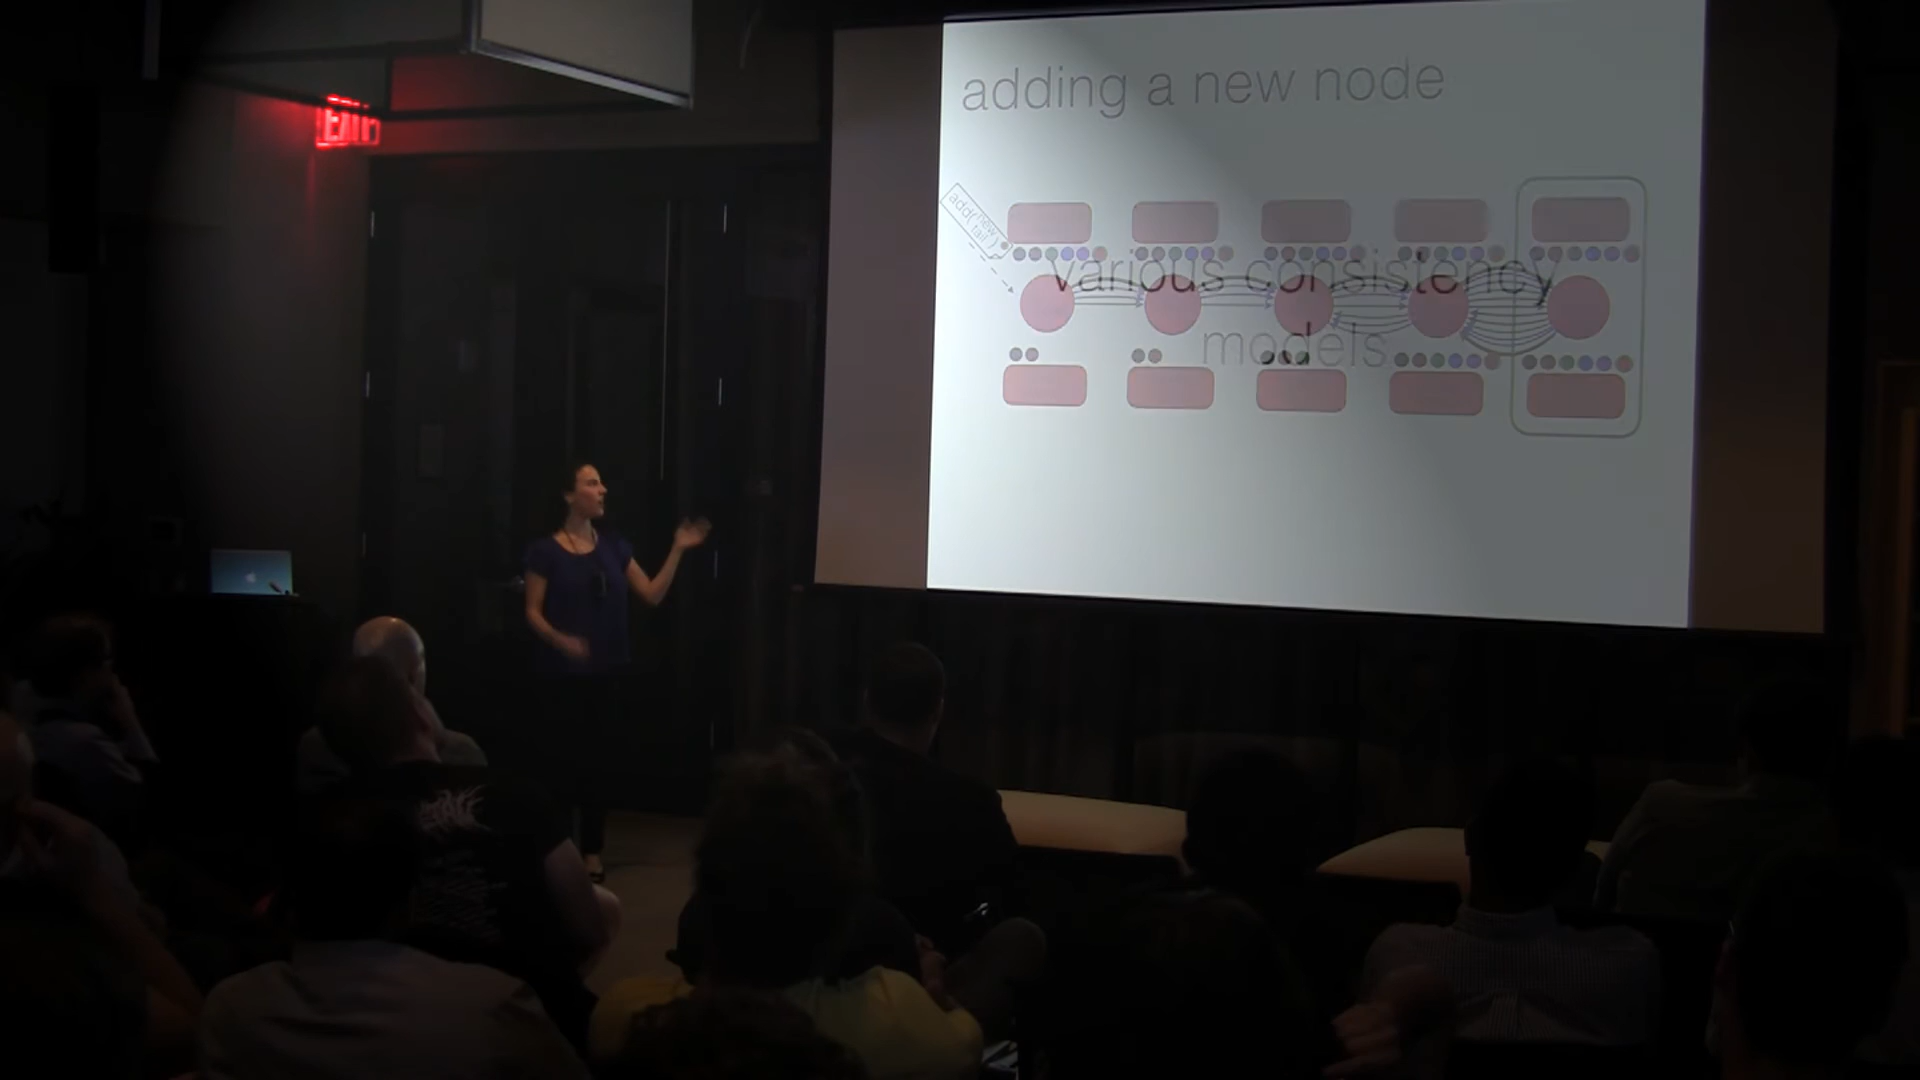 EXIT
adding a new node
add(new
tail)
various consistency
models